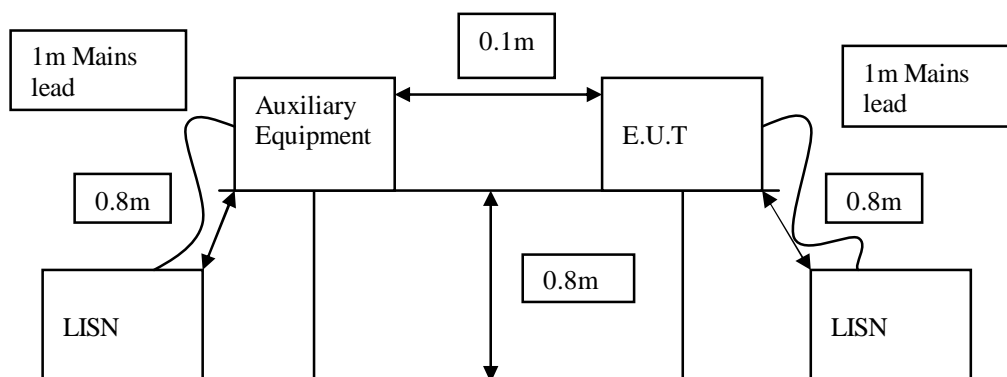 1m Mains
lead
0.1m
1m Mains
lead
Auxiliary
Equipment
E.U.T
0.8m
0.8m
0.8m
LISN
LISN